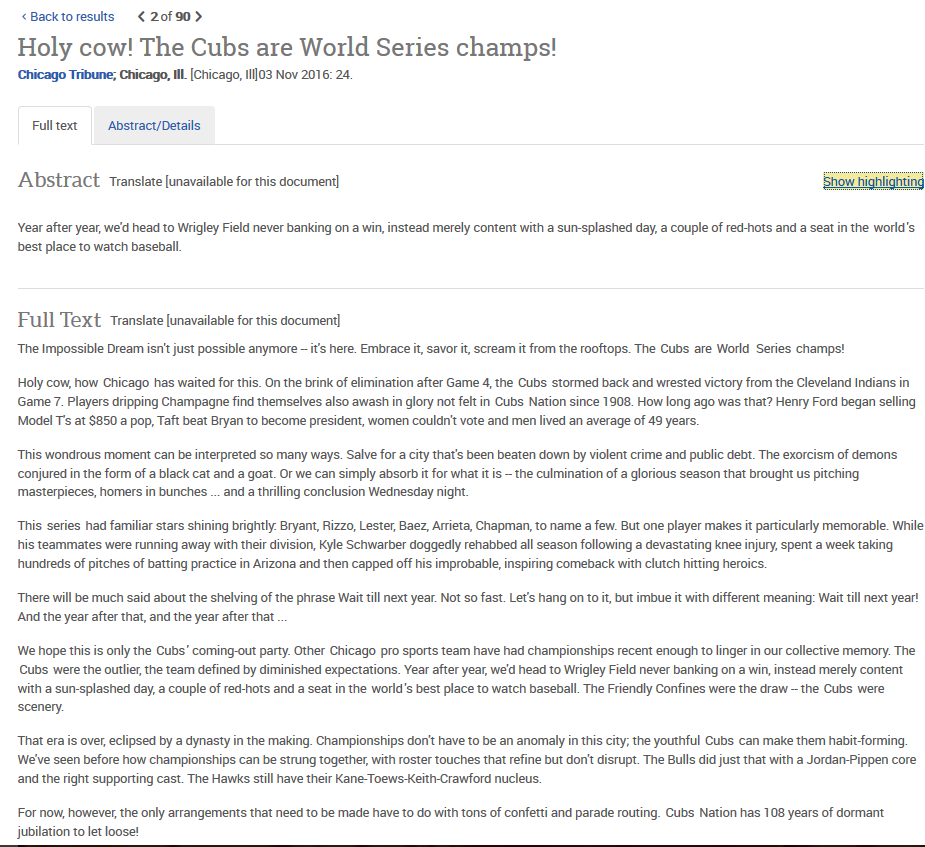 ‹ Back to results ❮ 2 of 90 ❯
Holy cow! The Cubs are World Series champs!
Chicago Tribune; Chicago, Ill. [Chicago, Ill]03 Nov 2016: 24.
Full text Abstract/Details
Abstract Translate [unavailable for this document] Show highlighting
Year after year, we'd head to Wrigley Field never banking on a win, instead merely content with a sun-splashed day, a couple of red-hots and a seat in the world's
best place to watch baseball.
Full Text Translate [unavailable for this document]
The Impossible Dream isn't just possible anymore -- it's here. Embrace it, savor it, scream it from the rooftops. The Cubs are World Series champs!
Holy cow, how Chicago has waited for this. On the brink of elimination after Game 4, the Cubs stormed back and wrested victory from the Cleveland Indians in
Game 7. Players dripping Champagne find themselves also awash in glory not felt in Cubs Nation since 1908. How long ago was that? Henry Ford began selling
Model T's at $850 a pop, Taft beat Bryan to become president, women couldn't vote and men lived an average of 49 years.
This wondrous moment can be interpreted so many ways. Salve for a city that's been beaten down by violent crime and public debt. The exorcism of demons
conjured in the form of a black cat and a goat. Or we can simply absorb it for what it is -- the culmination of a glorious season that brought us pitching
masterpieces, homers in bunches ... and a thrilling conclusion Wednesday night.
This series had familiar stars shining brightly: Bryant, Rizzo, Lester, Baez, Arrieta, Chapman, to name a few. But one player makes it particularly memorable. While
his teammates were running away with their division, Kyle Schwarber doggedly rehabbed all season following a devastating knee injury, spent a week taking
hundreds of pitches of batting practice in Arizona and then capped off his improbable, inspiring comeback with clutch hitting heroics.
There will be much said about the shelving of the phrase Wait till next year. Not so fast. Let's hang on to it, but imbue it with different meaning: Wait till next year!
And the year after that, and the year after that ...
We hope this is only the Cubs' coming-out party. Other Chicago pro sports team have had championships recent enough to linger in our collective memory. The
Cubs were the outlier, the team defined by diminished expectations. Year after year, we'd head to Wrigley Field never banking on a win, instead merely content
with a sun-splashed day, a couple of red-hots and a seat in the world's best place to watch baseball. The Friendly Confines were the draw -- the Cubs were
scenery.
That era is over, eclipsed by a dynasty in the making. Championships don't have to be an anomaly in this city; the youthful Cubs can make them habit-forming.
We've seen before how championships can be strung together, with roster touches that refine but don't disrupt. The Bulls did just that with a Jordan-Pippen core
and the right supporting cast. The Hawks still have their Kane-Toews-Keith-Crawford nucleus.
For now, however, the only arrangements that need to be made have to do with tons of confetti and parade routing. Cubs Nation has 108 years of dormant
jubilation to let loose!